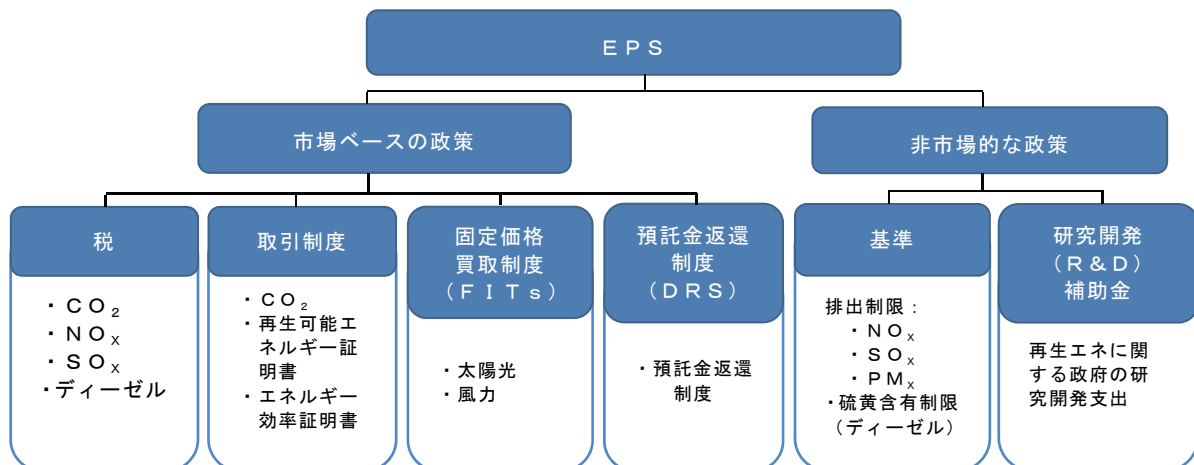 ＥＰＳ
市場ベースの政策
非市場的な政策
税
・ＣＯ₂
・ＮＯₓ
・ＳＯₓ
・ディーゼル
取引制度
・ＣＯ₂
・再生可能エ
ネルギー証
明書
・エネルギー
効率証明書
固定価格
買取制度
（ＦＩＴｓ）
・太陽光
・風力
預託金返還
制度
（ＤＲＳ）
・預託金返還
制度
基準
排出制限：
・ＮＯₓ
・ＳＯₓ
・ＰＭₓ
・硫黄含有制限
（ディーゼル）
研究開発
（Ｒ＆Ｄ）
補助金
再生エネに関
する政府の研
究開発支出